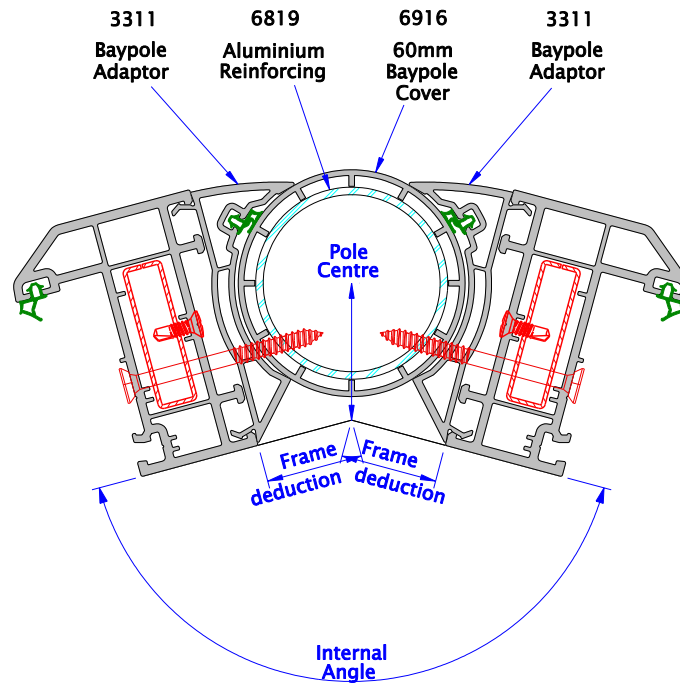 3311
Baypole
Adaptor
6819
Aluminium
Reinforcing
6916
60mm
Baypole
Cover
3311
Baypole
Adaptor
Pole
Centre
Frame
deduction
Frame
deduction
Internal
Angle